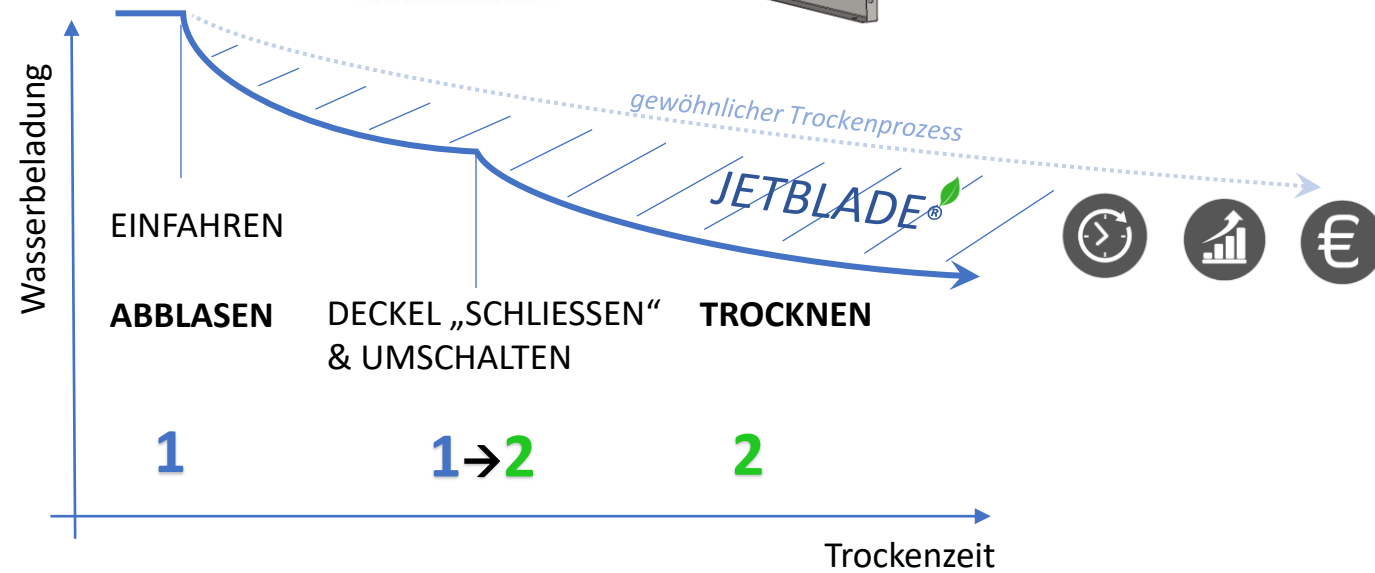 Wasserbeladung
gewöhnlicher Trockenprozess
JETBLADE®
EINFAHREN
ABBLASEN
DECKEL „SCHLIESSEN“
& UMSCHALTEN
TROCKNEN
€
1
1→2
2
Trockenzeit